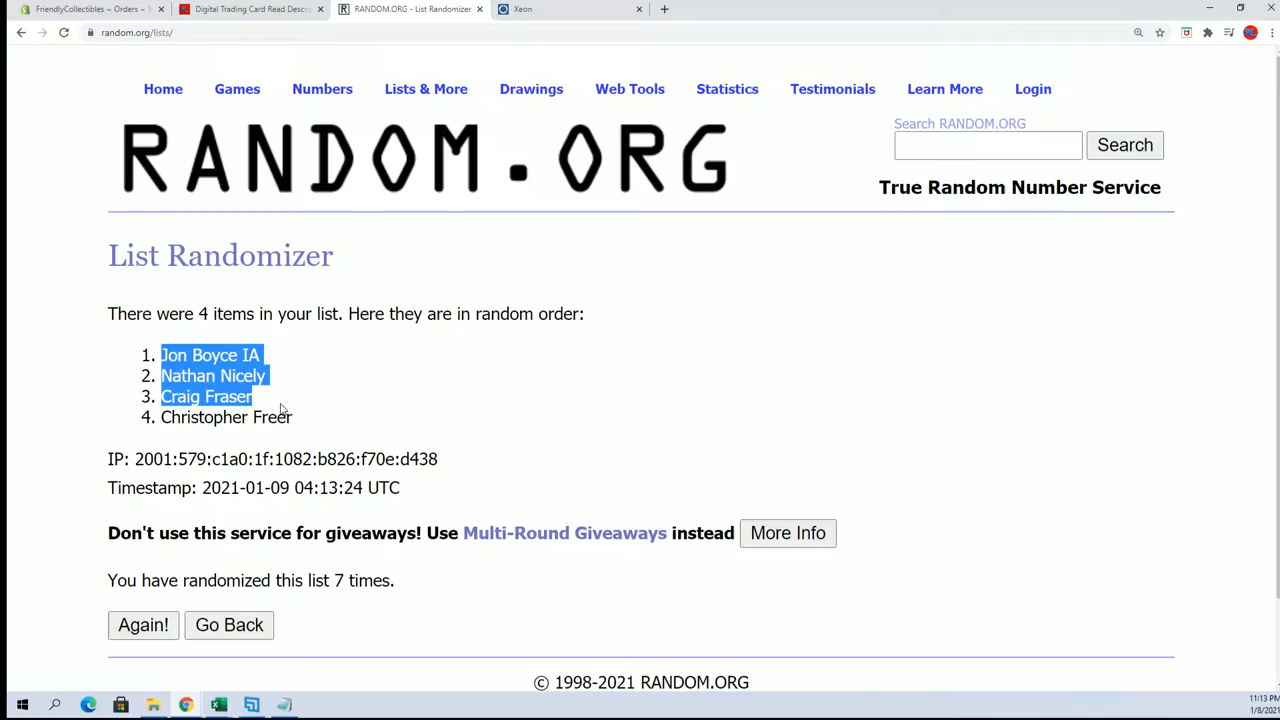 FriendlyCollectibles ~ Orders ~ S
Digital Trading Card Read Descrip
RANDOM.ORG - List Randomizer
Xeon
random.org/lists/
Home Games Numbers Lists & More Drawings Web Tools Statistics Testimonials Learn More Login
Search RANDOM.ORG
RANDOM.ORG
Search
True Random Number Service
List Randomizer
There were 4 items in your list. Here they are in random order:
1. Jon Boyce IA
2. Nathan Nicely
3. Craig Fraser
4. Christopher Freer
IP: 2001:579:c1a0:1f:1082:b826:f70e:d438
Timestamp: 2021-01-09 04:13:24 UTC
Don't use this service for giveaways! Use Multi-Round Giveaways instead More Info
You have randomized this list 7 times.
Again! Go Back
© 1998-2021 RANDOM.ORG
11:13 PM
1/8/2021